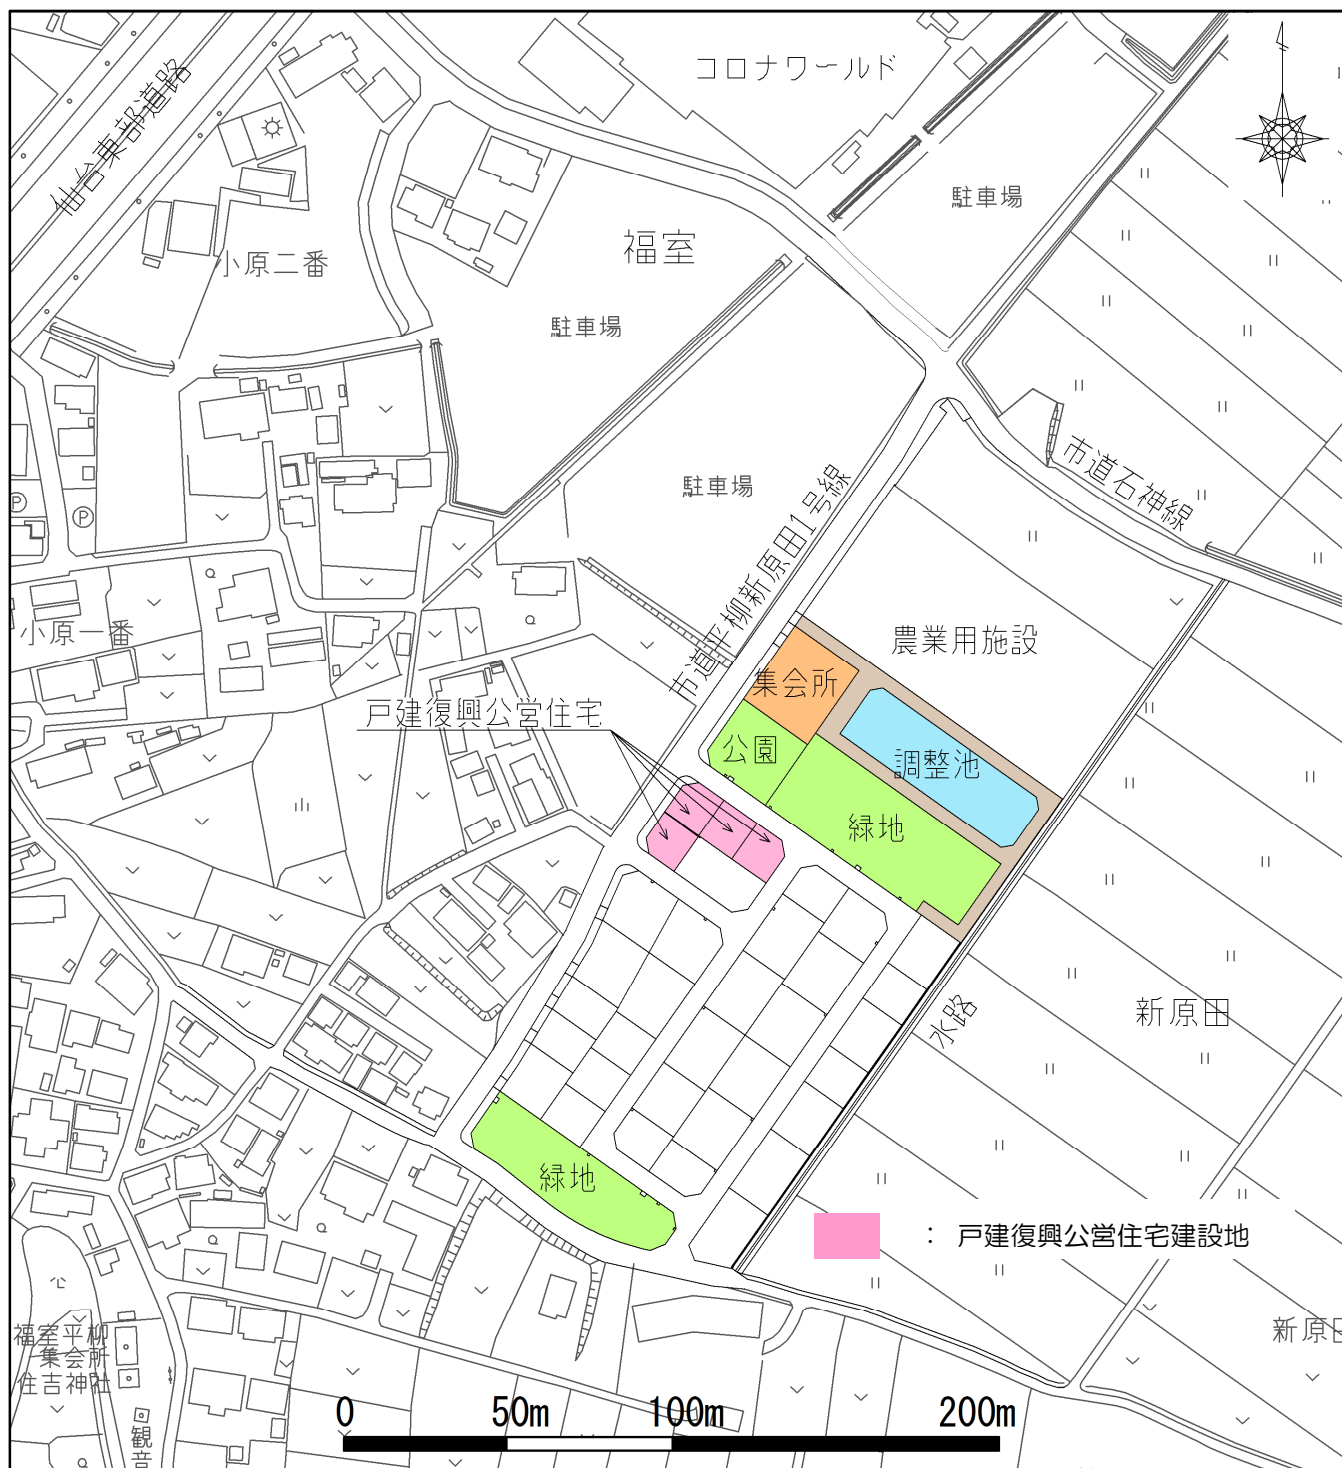 コロナワールド
仙台東部道路
駐車場
福室
小原二番
駐車場
市道石神線
駐車場
市道平柳新原田1号線
P
P
小原一番
農業用施設
集会所
戸建復興公営住宅
公園
調整池
緑地
新原田
水路
緑地
： 戸建復興公営住宅建設地
新原田
福室平柳
集会所
住吉神社
観音
0 50m 100m 200m